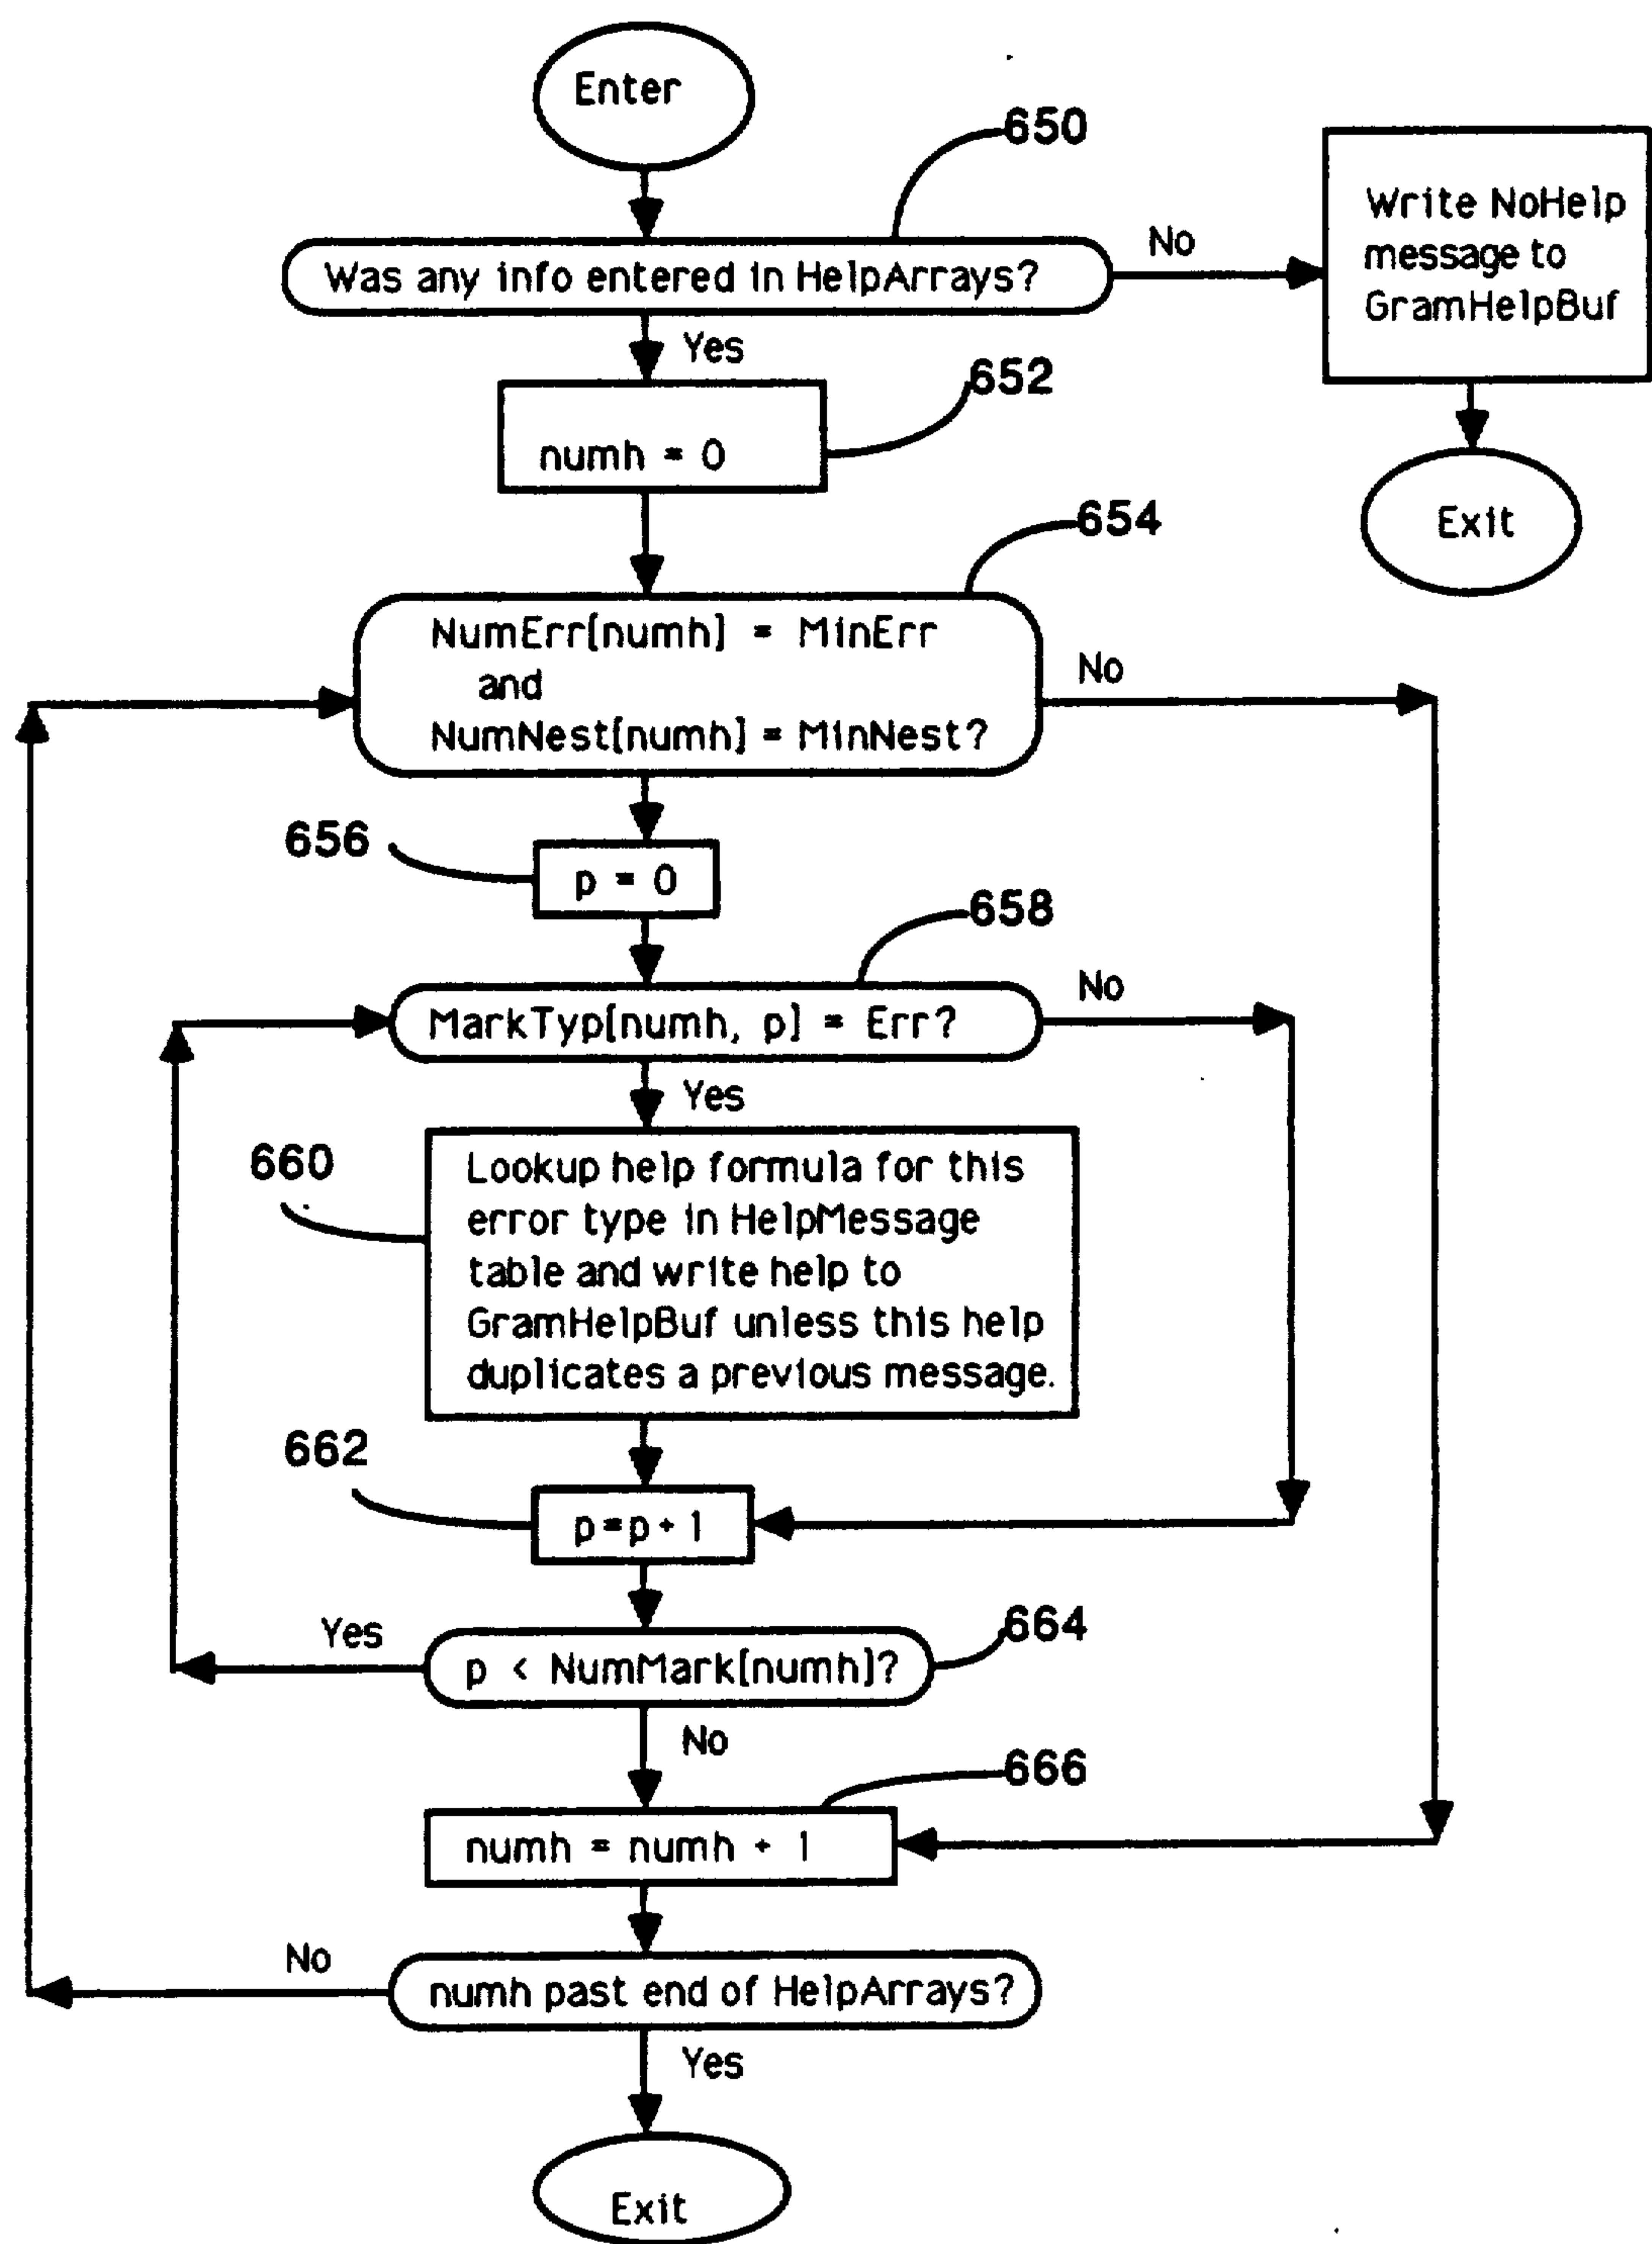 Enter
650
Was any info entered in HelpArrays?
No
Write NoHelp
message to
GramHelpBuf
Exit
Yes
652
numh = 0
654
NumErr[numh] = MinErr
and
NumNest[numh] = MinNest?
No
656
p = 0
658
MarkTyp[numh, p] = Err?
No
Yes
660
Lookup help formula for this
error type in HelpMessage
table and write help to
GramHelpBuf unless this help
duplicates a previous message.
662
p=p+1
664
Yes
p < NumMark[numh]?
No
666
numh = numh + 1
No
numh past end of HelpArrays?
Yes
Exit